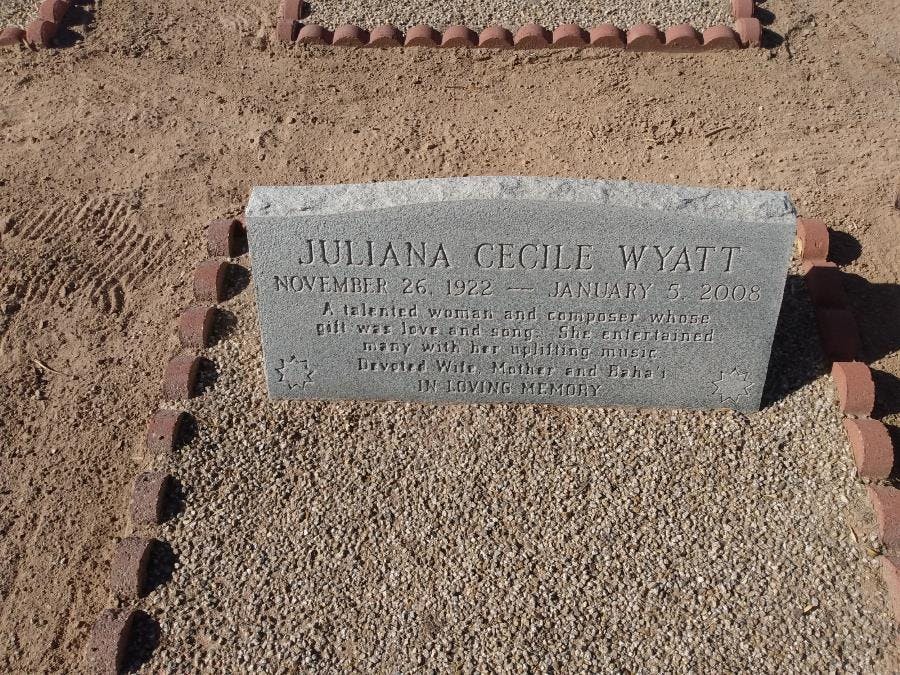 JULIANA CECILE WYATT
NOVEMBER 26, 1922 — JANUARY 5, 2008
A talented woman and composer whose
gift was love and song. She entertained
many with her uplifting music
Devoted Wife, Mother and Baha'i
IN LOVING MEMORY